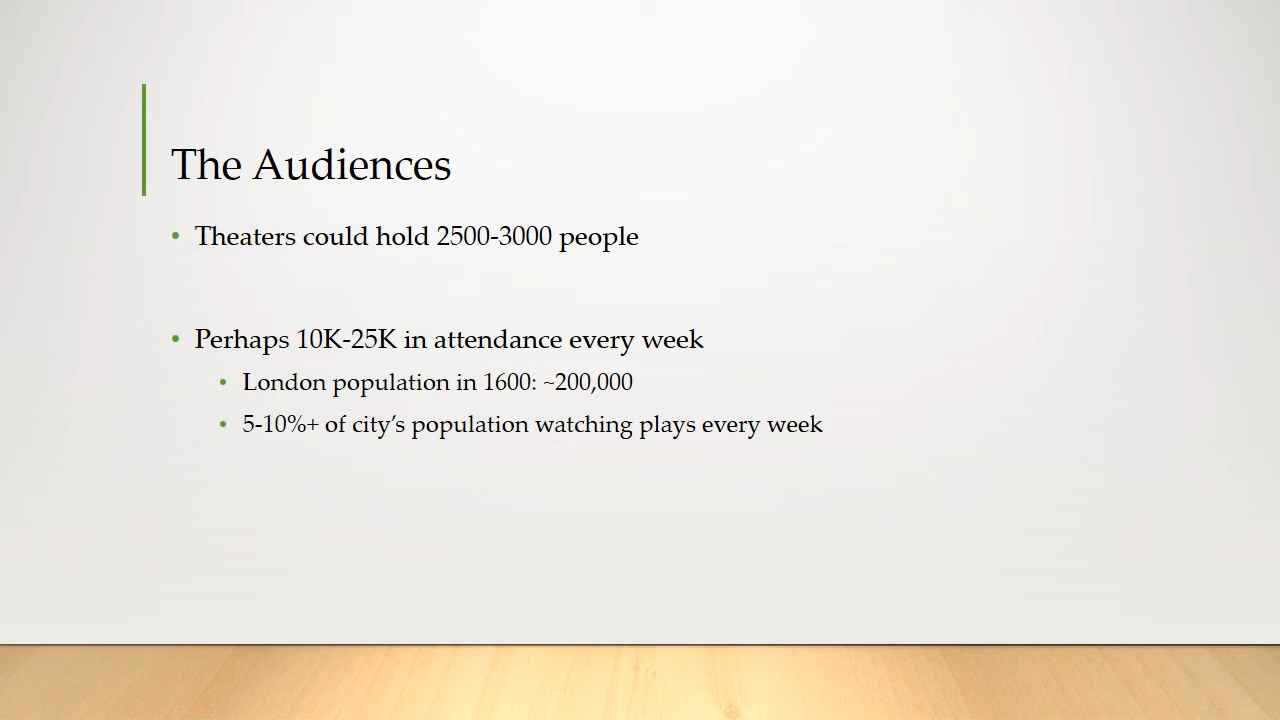 The Audiences
• Theaters could hold 2500-3000 people
• Perhaps 10K-25K in attendance every week
• London population in 1600: ~200,000
• 5-10%+ of city’s population watching plays every week